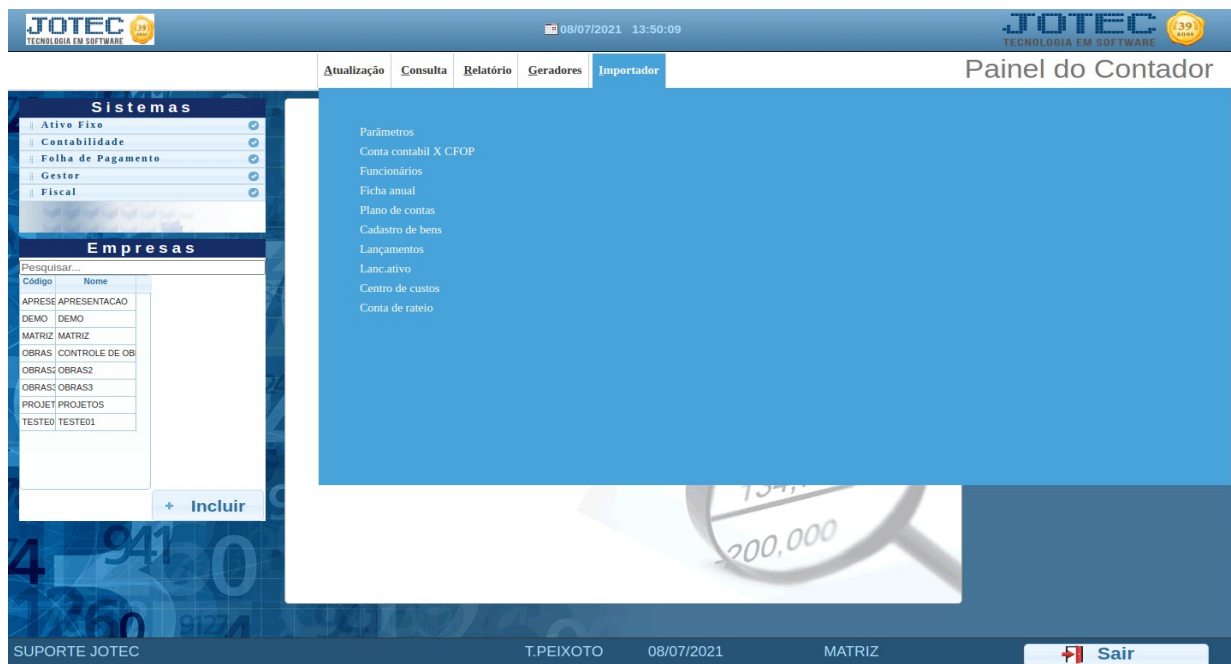 JOTEC 39 anos
TECNOLOGIA EM SOFTWARE
08/07/2021 13:50:09
JOTEC 39 anos
TECNOLOGIA EM SOFTWARE
Atualização Consulta Relatório Geradores Importador
Painel do Contador
Sistemas
Ativo Fixo
Contabilidade
Folha de Pagamento
Gestor
Fiscal
Empresas
Pesquisar...
Código Nome
APRESE APRESENTACAO
DEMO DEMO
MATRIZ MATRIZ
OBRAS CONTROLE DE OB
OBRAS2 OBRAS2
OBRAS3 OBRAS3
PROJET PROJETOS
TESTE0 TESTE01
+ Incluir
Parâmetros
Conta contabil X CFOP
Funcionários
Ficha anual
Plano de contas
Cadastro de bens
Lançamentos
Lanc.ativo
Centro de custos
Conta de rateio
200,000
941
1260
9127
SUPORTE JOTEC T.PEIXOTO 08/07/2021 MATRIZ Sair